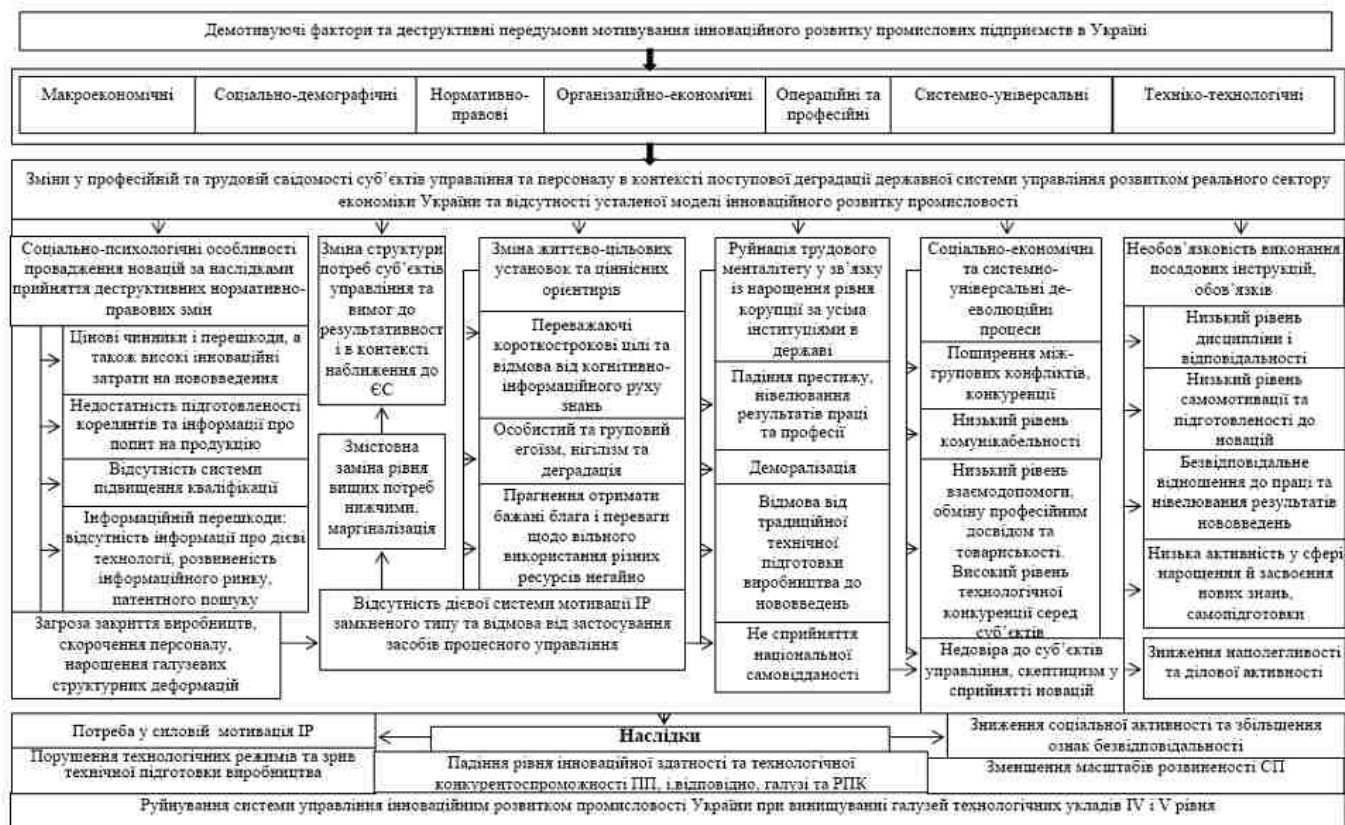 Демотивуючі фактори та деструктивні передумови мотивування інноваційного розвитку промислових підприємств в Україні
Макроекономічні
Соціально-демографічні
Нормативно-
правові
Організаційно-економічні
Операційні та
професійні
Системно-універсальні
Техніко-технологічні
Зміни у професійній та трудовій свідомості суб’єктів управління та персоналу в контексті поступової деградації державної системи управління розвитком реального сектору
економіки України та відсутності усталеної моделі інноваційного розвитку промисловості
Соціально-психологічні особливості
провадження новацій за наслідками
прийняття деструктивних нормативно-
правових змін
Цінові чинники і перешкоди, а
також високі інноваційні
затрати на нововведення
Недостатність підготовленості
корелянтів та інформації про
попит на продукцію
Відсутність системи
підвищення кваліфікації
Інформаційній перешкоди:
відсутність інформації про дієві
технології, розвиненість
інформаційного ринку,
патентного пошуку
Загроза закриття виробництв,
скорочення персоналу,
нарощення галузевих
структурних деформацій
Зміна структури
потреб суб’єктів
управління та
вимог до
результативност
і в контексті
наближення до
ЄС
Змістовна
заміна рівня
вищих потреб
нижчими,
маргіналізація
Зміна життєво-цільових
установок та ціннісних
орієнтирів
Переважаючі
короткострокові цілі та
відмова від когнітивно-
інформаційного руху
знань
Особистий та груповий
егоїзм, нігілізм та
деградація
Прагнення отримати
бажані блага і переваги
щодо вільного
використання різних
ресурсів негайно
Відсутність дієвої системи мотивації ІР
замкненого типу та відмова від застосування
засобів процесного управління
Руйнація трудового
менталітету у зв’язку
із нарощення рівня
корупції за усіма
інституціями в
державі
Падіння престижу,
нівелювання
результатів праці
та професії
Деморалізація
Відмова від
традиційної
технічної
підготовки
виробництва до
нововведень
Не сприйняття
національної
самовідданості
Соціально-економічні
та системно-
універсальні де-
еволюційні
процеси
Поширення між-
групових конфліктів,
конкуренції
Низький рівень
комунікабельності
Низький рівень
взаємодопомоги,
обміну професійним
досвідом та
товариськості.
Високий рівень
технологічної
конкуренції серед
суб’єктів
Недовіра до суб’єктів
управління, скептицизм у
сприйнятті новацій
Необов’язковість виконання
посадових інструкцій,
обов’язків
Низький рівень
дисципліни і
відповідальності
Низький рівень
самомотивації та
підготовленості до
новацій
Безвідповідальне
відношення до праці та
нівелювання результатів
нововведень
Низька активність у сфері
нарощення й засвоєння
нових знань,
самопідготовки
Зниження наполегливості
та ділової активності
Потреба у силовій мотивація ІР
Наслідки
Зниження соціальної активності та збільшення
ознак безвідповідальності
Порушення технологічних режимів та зрив
технічної підготовки виробництва
Падіння рівня інноваційної здатності та технологічної
конкурентоспроможності ПП, і,відповідно, галузі та РПК
Зменшення масштабів розвиненості СП
Руйнування системи управління інноваційним розвитком промисловості України при винищуванні галузей технологічних укладів IV і V рівня